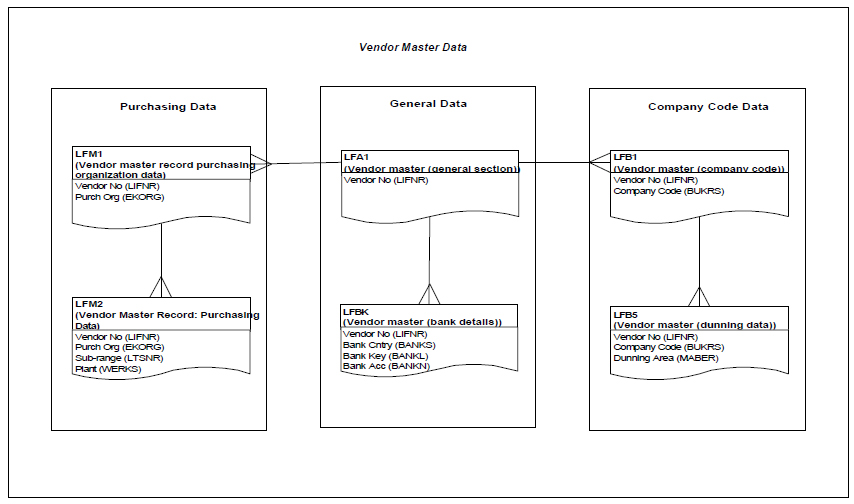 Vendor Master Data
Purchasing Data
LFM1
(Vendor master record purchasing
organization data)
Vendor No (LIFNR)
Purch Org (EKORG)
LFM2
(Vendor Master Record: Purchasing
Data)
Vendor No (LIFNR)
Purch Org (EKORG)
Sub-range (LTSNR)
Plant (WERKS)
General Data
LFA1
(Vendor master (general section))
Vendor No (LIFNR)
LFBK
(Vendor master (bank details))
Vendor No (LIFNR)
Bank Cntry (BANKS)
Bank Key (BANKL)
Bank Acc (BANKN)
Company Code Data
LFB1
(Vendor master (company code))
Vendor No (LIFNR)
Company Code (BUKRS)
LFB5
(Vendor master (dunning data))
Vendor No (LIFNR)
Company Code (BUKRS)
Dunning Area (MABER)